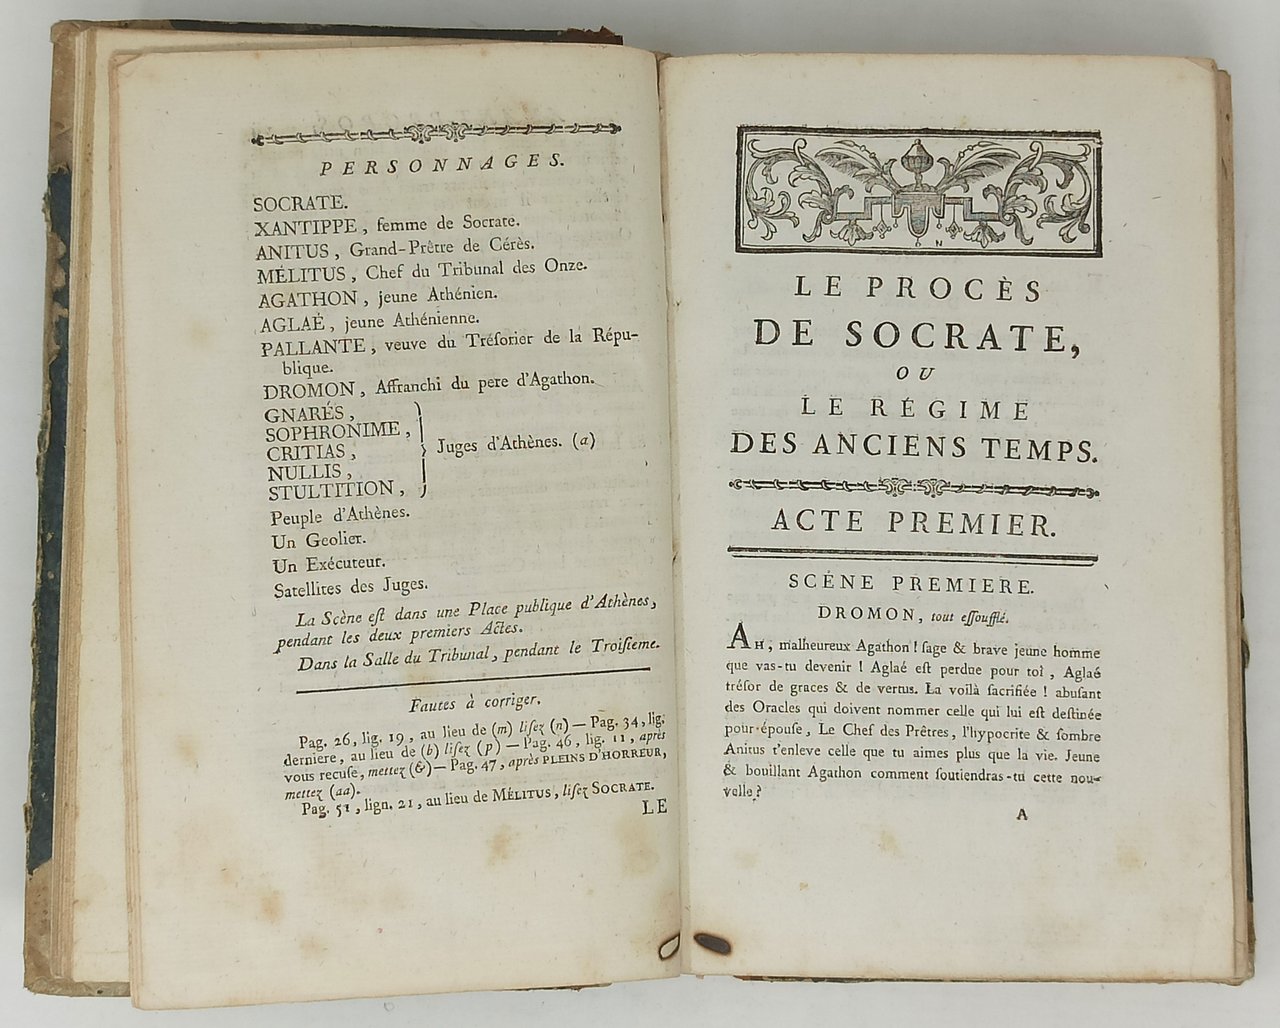 PERSONNAGES.
SOCRATE.
XANTIPPE, femme de Socrate.
ANITUS, Grand-Prêtre de Cérès.
MÉLITUS, Chef du Tribunal des Onze.
AGATHON, jeune Athénien.
AGLAÉ, jeune Athénienne.
PALLANTE, veuve du Tréſorier de la Répu-
blique.
DROMON, Affranchi du pere d'Agathon.
GNARÉS,
SOPHRONIME,
CRITIAS,
NULLIS,
STULTITION,
Juges d'Athènes. (a)
Peuple d'Athènes.
Un Geolier.
Un Exécuteur.
Satellites des Juges.
La Scène eſt dans une Place publique d'Athènes,
pendant les deux premiers Actes.
Dans la Salle du Tribunal, pendant le Troiſieme.
Fautes à corriger.
Pag. 26, lig. 19, au lieu de (m) liſez (n) — Pag. 34, lig.
derniere, au lieu de (b) liſez (p) — Pag. 46, lig. 11, après
vous recuſe, mettez (&) — Pag. 47, après PLEINS D'HORREUR,
mettez (aa).
Pag. 51, lign. 21, au lieu de MÉLITUS, liſez SOCRATE.
LE
LE PROCÈS
DE SOCRATE,
OU
LE RÉGIME
DES ANCIENS TEMPS.
ACTE PREMIER.
SCÉNE PREMIERE.
DROMON, tout eſſoufflé.
AH, malheureux Agathon ! ſage & brave jeune homme
que vas-tu devenir ! Aglaé eſt perdue pour toi, Aglaé
tréſor de graces & de vertus. La voilà ſacrifiée ! abuſant
des Oracles qui doivent nommer celle qui lui eſt deſtinée
pour épouſe, Le Chef des Prêtres, l'hypocrite & ſombre
Anitus t'enleve celle que tu aimes plus que la vie. Jeune
& bouillant Agathon comment ſoutiendras-tu cette nou-
velle ?
A